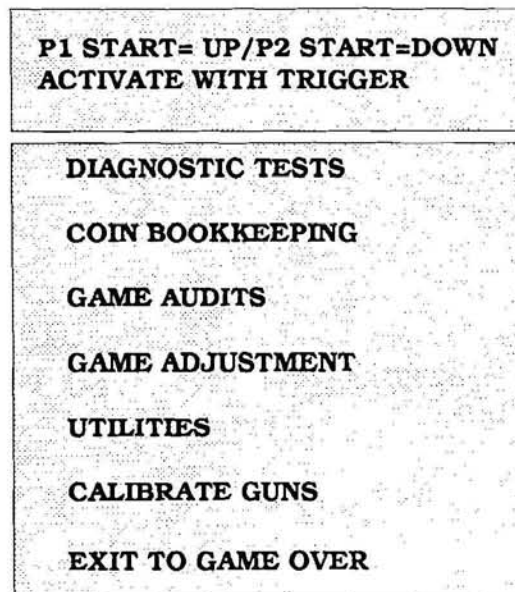 P1 START= UP/P2 START=DOWN
ACTIVATE WITH TRIGGER
DIAGNOSTIC TESTS
COIN BOOKKEEPING
GAME AUDITS
GAME ADJUSTMENT
UTILITIES
CALIBRATE GUNS
EXIT TO GAME OVER